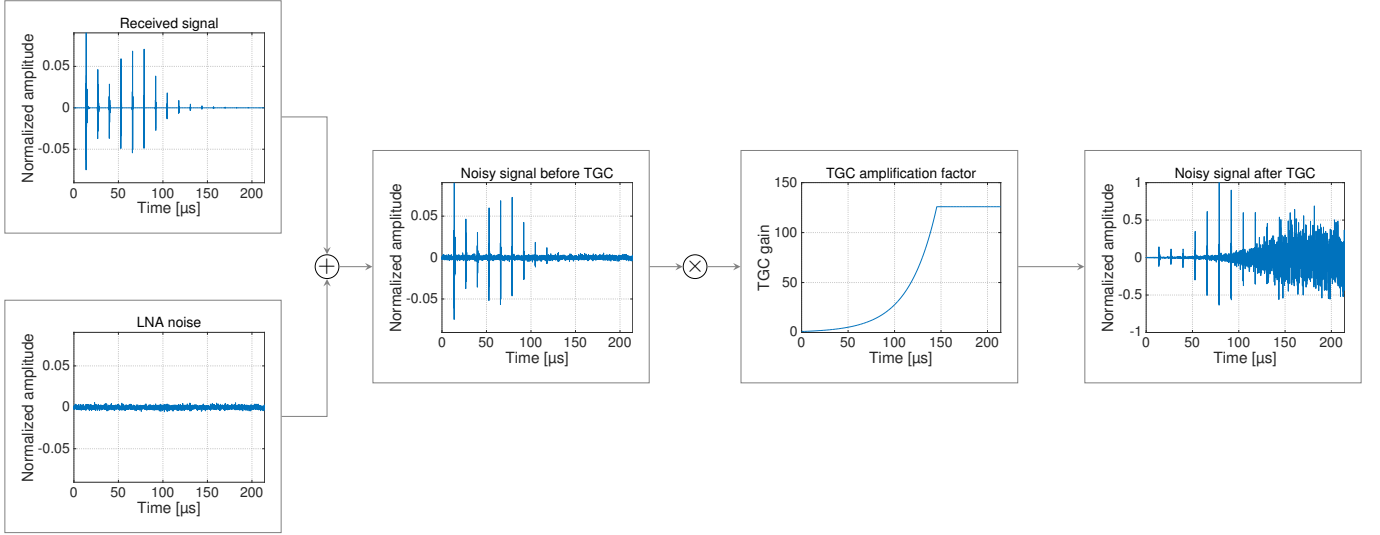 Received signal
Normalized amplitude
0.05
0
-0.05
0 50 100 150 200
Time [µs]
LNA noise
Normalized amplitude
0.05
0
-0.05
0 50 100 150 200
Time [µs]
+
Noisy signal before TGC
Normalized amplitude
0.05
0
-0.05
0 50 100 150 200
Time [µs]
×
TGC amplification factor
TGC gain
150
100
50
0
0 50 100 150 200
Time [µs]
Noisy signal after TGC
Normalized amplitude
1
0.5
0
-0.5
-1
0 50 100 150 200
Time [µs]